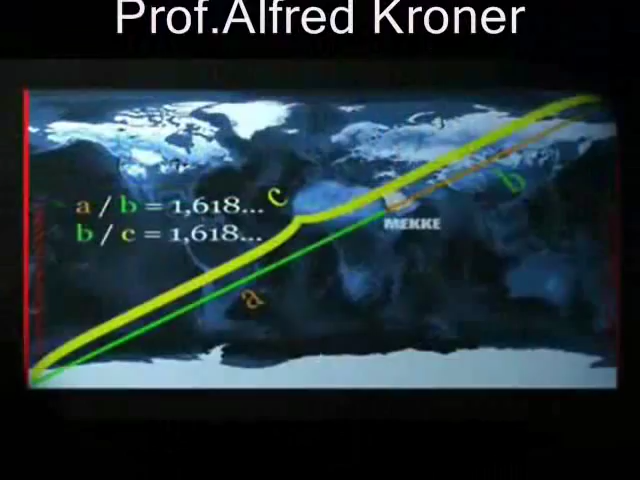 Prof.Alfred Kroner
c
b
a / b = 1,618...
MEKKE
b / c = 1,618...
a